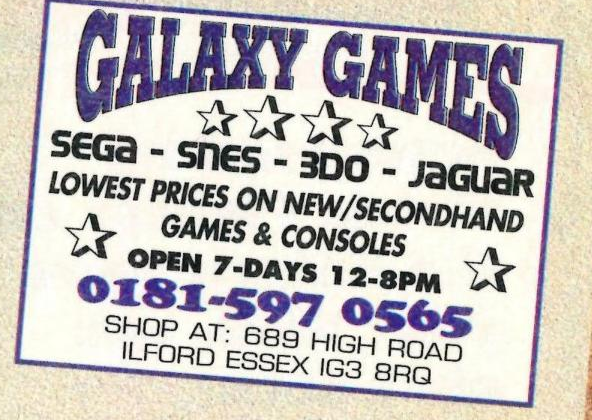 GALAXY GAMES
SEGA - SNES - 3DO - JAGUAR
LOWEST PRICES ON NEW/SECONDHAND
GAMES & CONSOLES
OPEN 7-DAYS 12-8PM
0181-597 0565
SHOP AT: 689 HIGH ROAD
ILFORD ESSEX IG3 8RQ